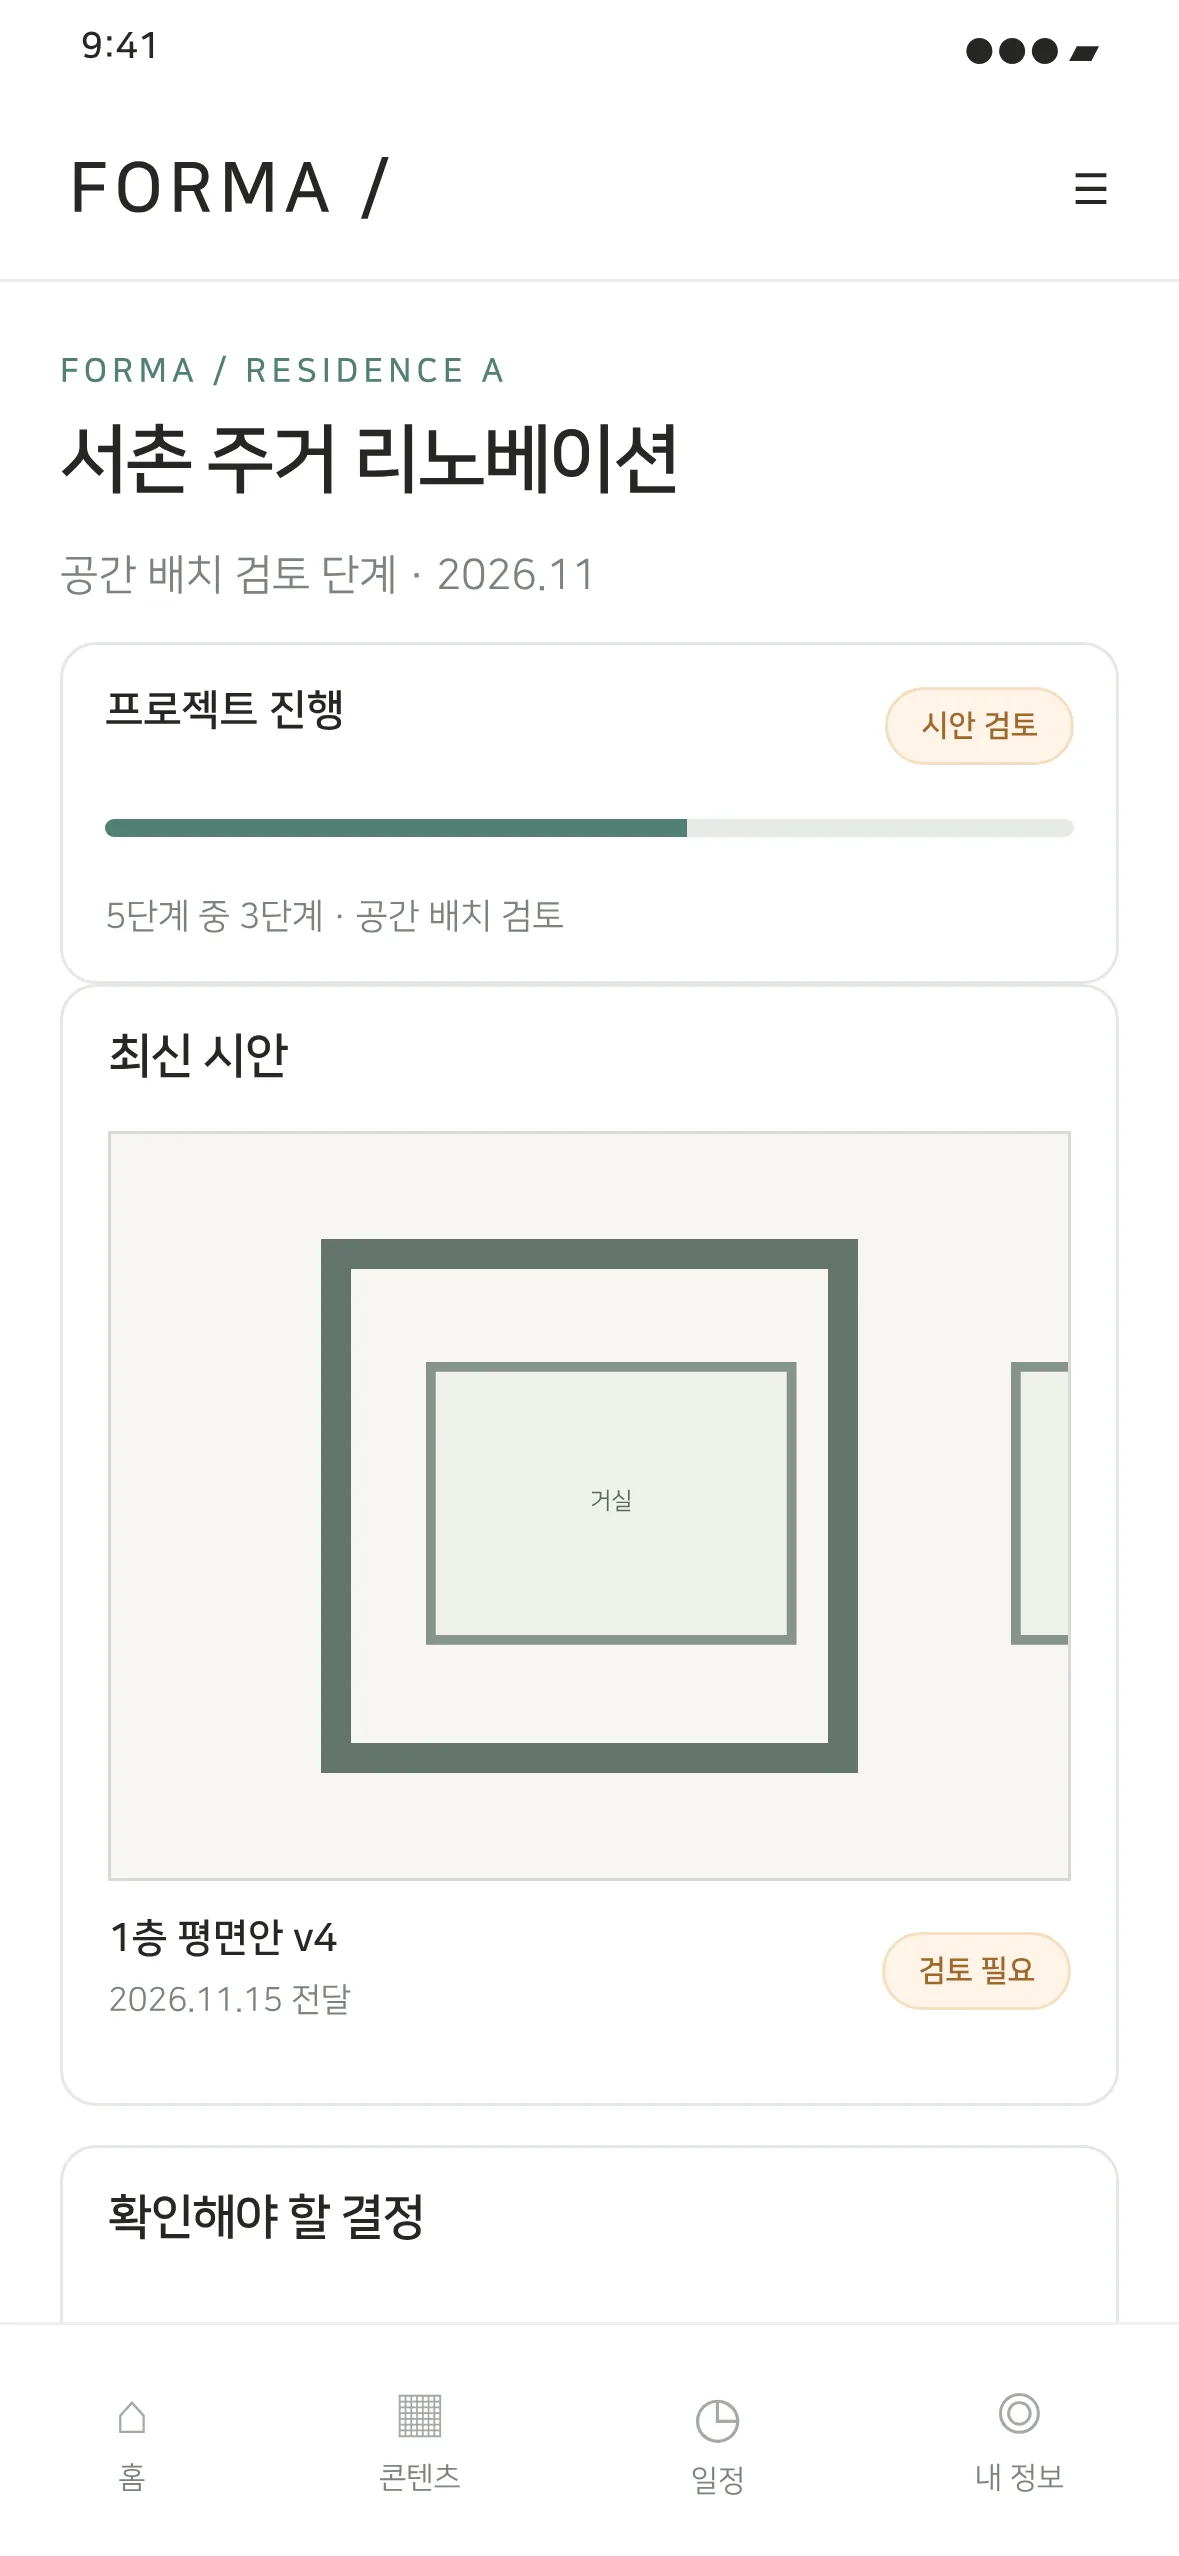 9:41
FORMA /
FORMA / RESIDENCE A
서촌 주거 리노베이션
공간 배치 검토 단계 · 2026.11
프로젝트 진행
시안 검토
5단계 중 3단계 · 공간 배치 검토
최신 시안
거실
1층 평면안 v4
2026.11.15 전달
검토 필요
확인해야 할 결정
홈
콘텐츠
일정
내 정보